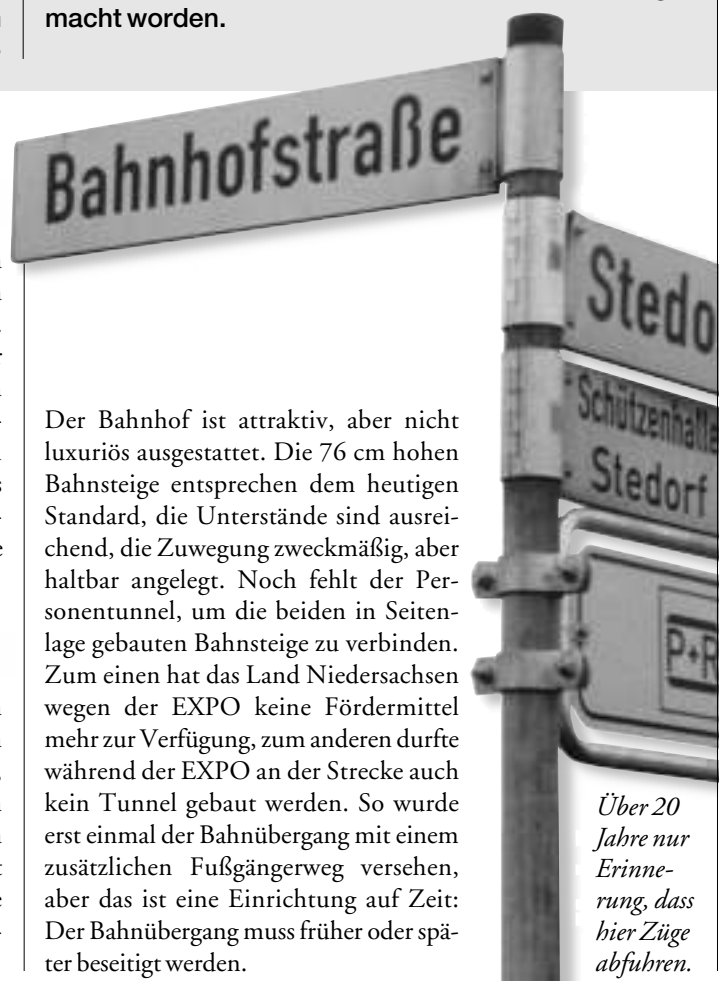 macht worden.
Bahnhofstraße
Stedo
Schützenhalle
Stedorf
P+R
Der Bahnhof ist attraktiv, aber nicht
luxuriös ausgestattet. Die 76 cm hohen
Bahnsteige entsprechen dem heutigen
Standard, die Unterstände sind ausrei-
chend, die Zuwegung zweckmäßig, aber
haltbar angelegt. Noch fehlt der Per-
sonentunnel, um die beiden in Seiten-
lage gebauten Bahnsteige zu verbinden.
Zum einen hat das Land Niedersachsen
wegen der EXPO keine Fördermittel
mehr zur Verfügung, zum anderen durfte
während der EXPO an der Strecke auch
kein Tunnel gebaut werden. So wurde
erst einmal der Bahnübergang mit einem
zusätzlichen Fußgängerweg versehen,
aber das ist eine Einrichtung auf Zeit:
Der Bahnübergang muss früher oder spä-
ter beseitigt werden.
Über 20
Jahre nur
Erinne-
rung, dass
hier Züge
abfuhren.